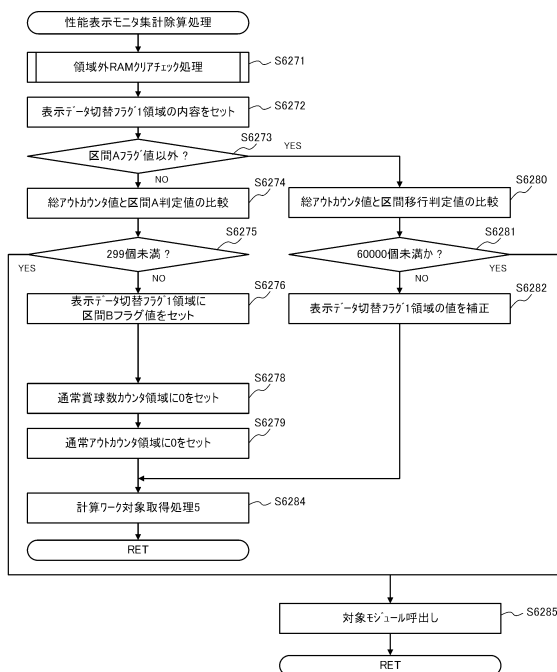 性能表示モニタ集計除算処理
領域外RAMクリアチェック処理
S6271
表示データ切替フラグ1領域の内容をセット
S6272
区間Aフラグ値以外？
S6273
YES
NO
総アウトカウンタ値と区間A判定値の比較
S6274
総アウトカウンタ値と区間移行判定値の比較
S6280
299個未満？
S6275
YES
NO
60000個未満か？
S6281
YES
NO
表示データ切替フラグ1領域に
区間Bフラグ値をセット
S6276
表示データ切替フラグ1領域の値を補正
S6282
通常賞球数カウンタ領域に0をセット
S6278
通常アウトカウンタ領域に0をセット
S6279
計算ワーク対象取得処理5
S6284
RET
対象モジュール呼出し
S6285
RET